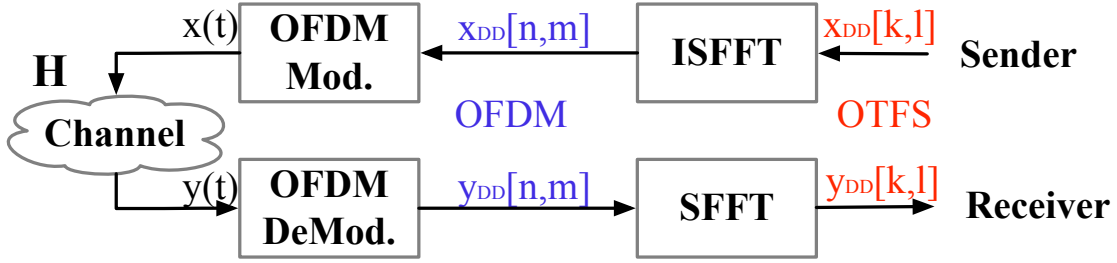 x(t)
OFDM
Mod.
xDD[n,m]
ISFFT
xDD[k,l]
Sender
H
Channel
OFDM
OTFS
y(t)
OFDM
DeMod.
yDD[n,m]
SFFT
yDD[k,l]
Receiver